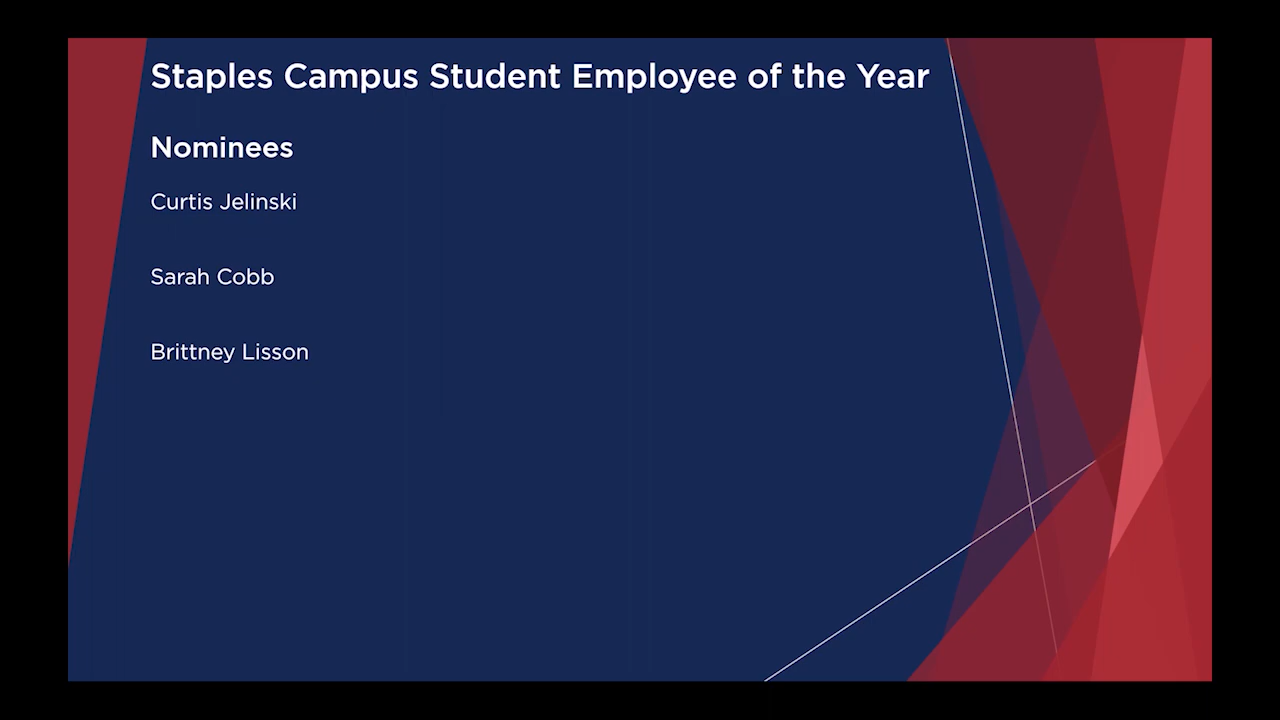 Staples Campus Student Employee of the Year
Nominees
Curtis Jelinski
Sarah Cobb
Brittney Lisson